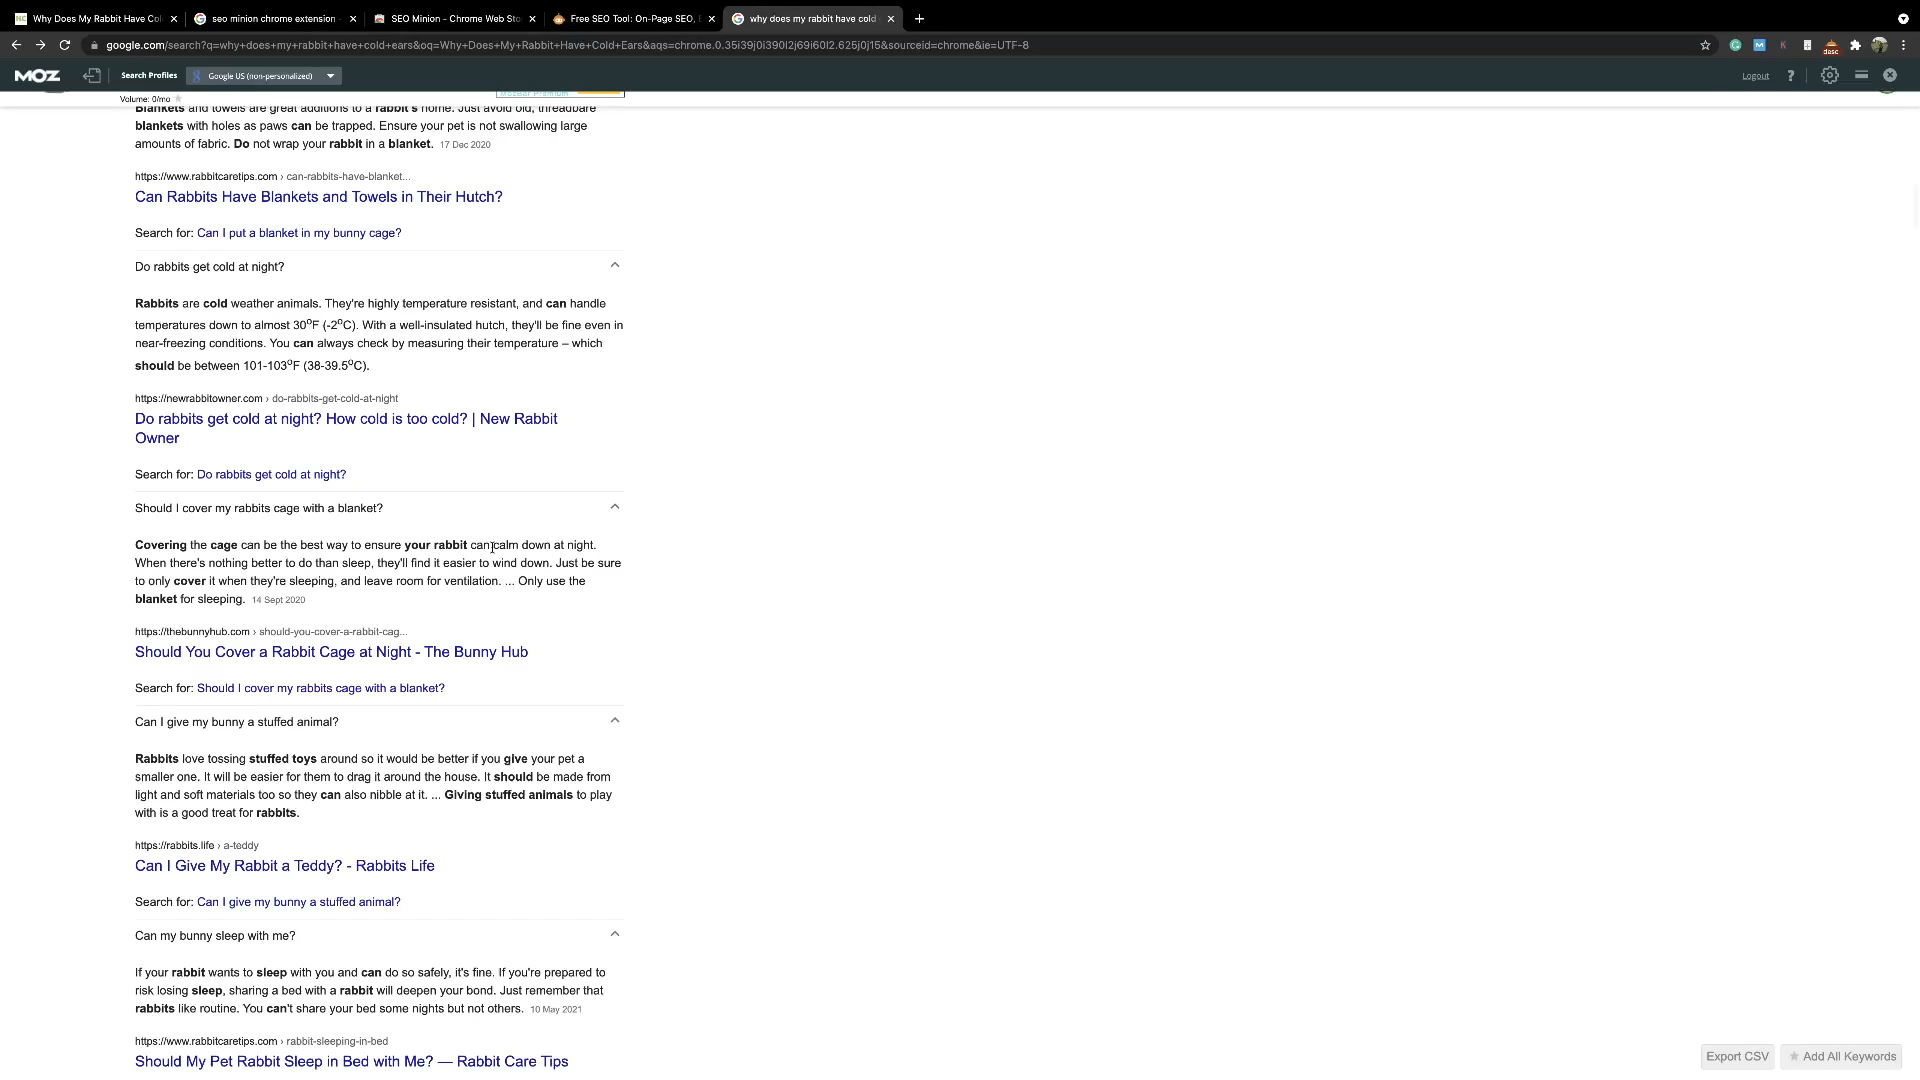 Why Does My Rabbit Have Col
seo minion chrome extension -
SEO Minion - Chrome Web Sto
Free SEO Tool: On-Page SEO,
why does my rabbit have cold
google.com/search?q=why+does+my+rabbit+have+cold+ears&oq=Why+Does+My+Rabbit+Have+Cold+Ears&aqs=chrome.0.35i39j0i390l2j69i60l2.625j0j15&sourceid=chrome&ie=UTF-8
desc
MOZ
Search Profiles
Google US (non-personalized)
Logout
?
Volume: 0/mo
MozBar Premium
Blankets and towels are great additions to a rabbit's home. Just avoid old, threadbare
blankets with holes as paws can be trapped. Ensure your pet is not swallowing large
amounts of fabric. Do not wrap your rabbit in a blanket. 17 Dec 2020
https://www.rabbitcaretips.com › can-rabbits-have-blanket...
Can Rabbits Have Blankets and Towels in Their Hutch?
Search for: Can I put a blanket in my bunny cage?
Do rabbits get cold at night?
Rabbits are cold weather animals. They're highly temperature resistant, and can handle
temperatures down to almost 30ºF (-2ºC). With a well-insulated hutch, they'll be fine even in
near-freezing conditions. You can always check by measuring their temperature – which
should be between 101-103ºF (38-39.5ºC).
https://newrabbitowner.com › do-rabbits-get-cold-at-night
Do rabbits get cold at night? How cold is too cold? | New Rabbit
Owner
Search for: Do rabbits get cold at night?
Should I cover my rabbits cage with a blanket?
Covering the cage can be the best way to ensure your rabbit can calm down at night.
When there's nothing better to do than sleep, they'll find it easier to wind down. Just be sure
to only cover it when they're sleeping, and leave room for ventilation. ... Only use the
blanket for sleeping. 14 Sept 2020
https://thebunnyhub.com › should-you-cover-a-rabbit-cag...
Should You Cover a Rabbit Cage at Night - The Bunny Hub
Search for: Should I cover my rabbits cage with a blanket?
Can I give my bunny a stuffed animal?
Rabbits love tossing stuffed toys around so it would be better if you give your pet a
smaller one. It will be easier for them to drag it around the house. It should be made from
light and soft materials too so they can also nibble at it. ... Giving stuffed animals to play
with is a good treat for rabbits.
https://rabbits.life › a-teddy
Can I Give My Rabbit a Teddy? - Rabbits Life
Search for: Can I give my bunny a stuffed animal?
Can my bunny sleep with me?
If your rabbit wants to sleep with you and can do so safely, it's fine. If you're prepared to
risk losing sleep, sharing a bed with a rabbit will deepen your bond. Just remember that
rabbits like routine. You can't share your bed some nights but not others. 10 May 2021
https://www.rabbitcaretips.com › rabbit-sleeping-in-bed
Should My Pet Rabbit Sleep in Bed with Me? — Rabbit Care Tips
Export CSV
Add All Keywords